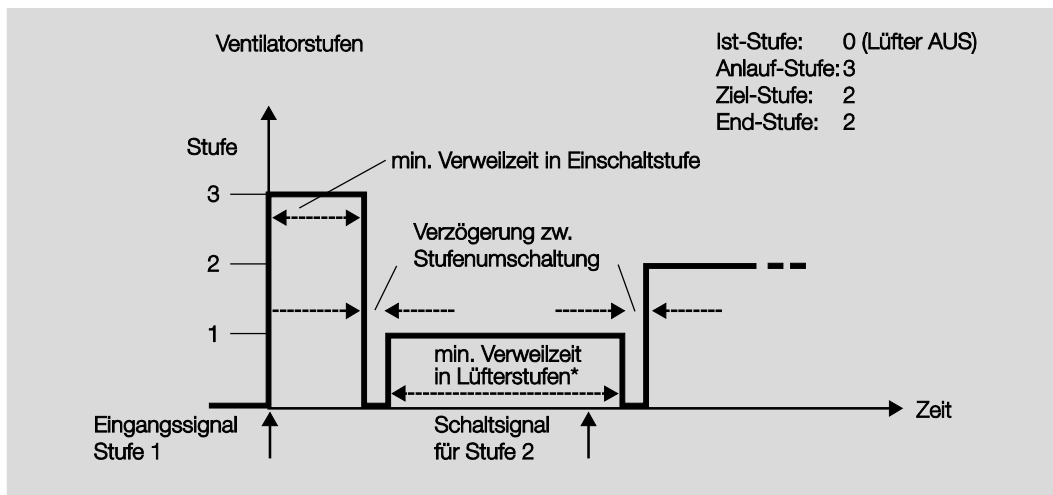 Ventilatorstufen
Ist-Stufe: 0 (Lüfter AUS)
Anlauf-Stufe: 3
Ziel-Stufe: 2
End-Stufe: 2
Stufe
min. Verweilzeit in Einschaltstufe
3
Verzögerung zw.
Stufenumschaltung
2
1
min. Verweilzeit
in Lüfterstufen*
Zeit
Eingangssignal
Stufe 1
Schaltsignal
für Stufe 2